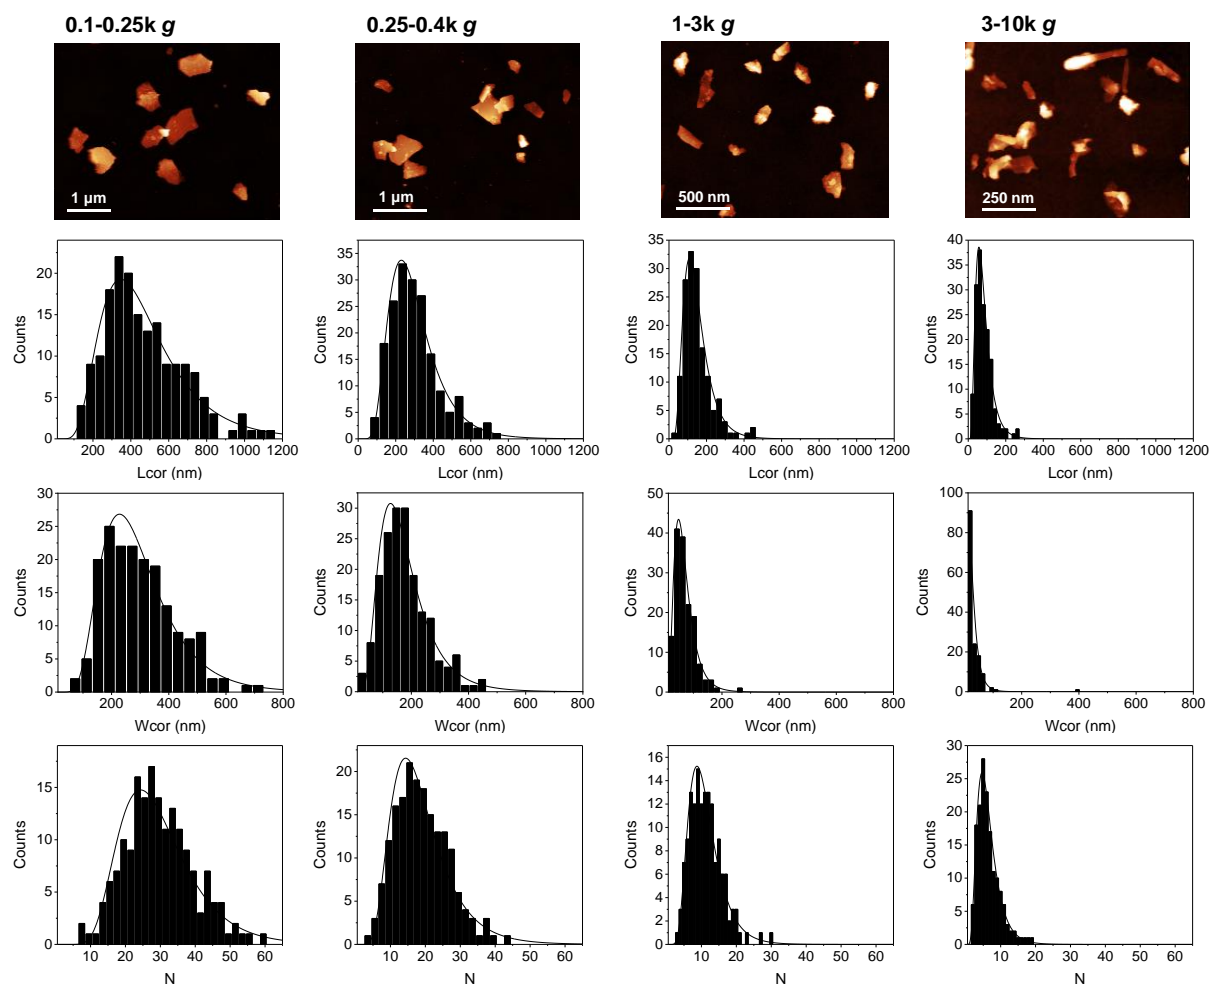 0.1-0.25k g
0.25-0.4k g
1-3k g
3-10k g
1 µm
1 µm
500 nm
250 nm
Counts
20
15
10
5
0
200 400 600 800 1000 1200
Lcor (nm)
Counts
35
30
25
20
15
10
5
0
0 200 400 600 800 1000 1200
Lcor (nm)
Counts
35
30
25
20
15
10
5
0
0 200 400 600 800 1000 1200
Lcor (nm)
Counts
40
35
30
25
20
15
10
5
0
0 200 400 600 800 1000 1200
Lcor (nm)
Counts
30
25
20
15
10
5
0
200 400 600 800
Wcor (nm)
Counts
30
25
20
15
10
5
0
200 400 600 800
Wcor (nm)
Counts
50
40
30
20
10
0
200 400 600 800
Wcor (nm)
Counts
100
80
60
40
20
0
200 400 600 800
Wcor (nm)
Counts
15
10
5
0
10 20 30 40 50 60
N
Counts
20
15
10
5
0
10 20 30 40 50 60
N
Counts
16
14
12
10
8
6
4
2
0
10 20 30 40 50 60
N
Counts
30
25
20
15
10
5
0
10 20 30 40 50 60
N